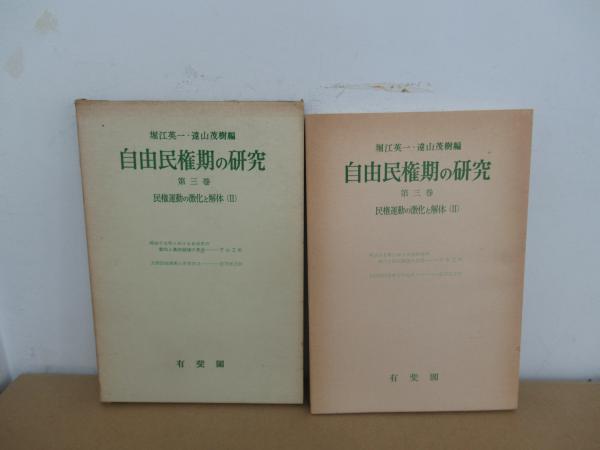 堀江英一・遠山茂樹編
自由民権期の研究
第三巻
民権運動の激化と解体(II)
有斐閣
堀江英一・遠山茂樹編
自由民権期の研究
第三巻
民権運動の激化と解体(II)
有斐閣